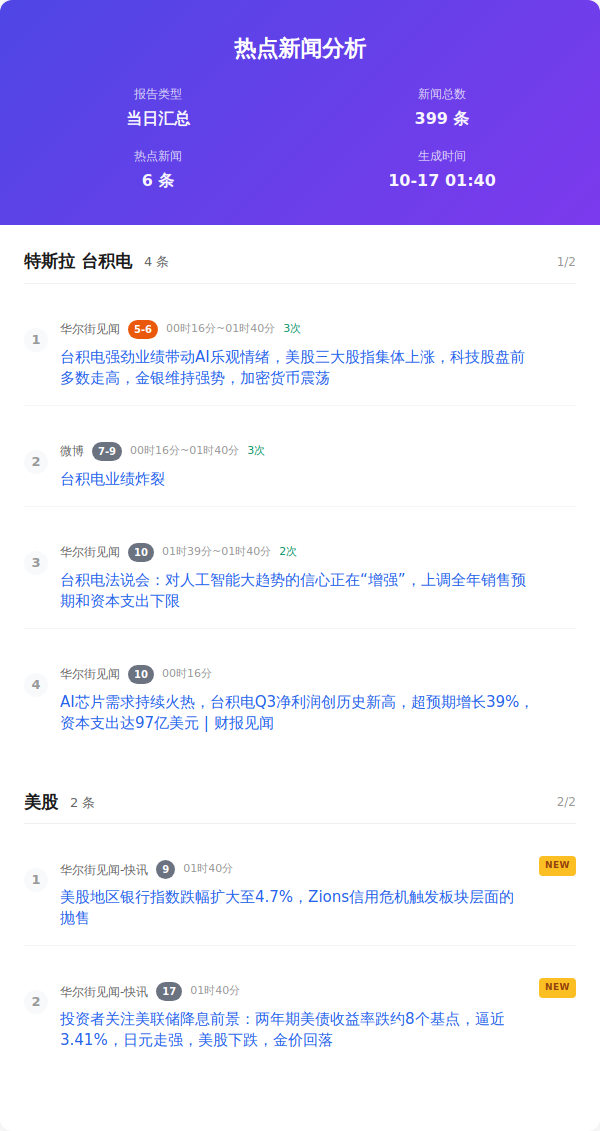 热点新闻分析
报告类型
当日汇总
新闻总数
399 条
热点新闻
6 条
生成时间
10-17 01:40
特斯拉 台积电 4 条 1/2
1 华尔街见闻 5-6 00时16分~01时40分 3次
台积电强劲业绩带动AI乐观情绪，美股三大股指集体上涨，科技股盘前
多数走高，金银维持强势，加密货币震荡
2 微博 7-9 00时16分~01时40分 3次
台积电业绩炸裂
3 华尔街见闻 10 01时39分~01时40分 2次
台积电法说会：对人工智能大趋势的信心正在“增强”，上调全年销售预
期和资本支出下限
4 华尔街见闻 10 00时16分
AI芯片需求持续火热，台积电Q3净利润创历史新高，超预期增长39%，
资本支出达97亿美元 | 财报见闻
美股 2 条 2/2
1 华尔街见闻-快讯 9 01时40分 NEW
美股地区银行指数跌幅扩大至4.7%，Zions信用危机触发板块层面的
抛售
2 华尔街见闻-快讯 17 01时40分 NEW
投资者关注美联储降息前景：两年期美债收益率跌约8个基点，逼近
3.41%，日元走强，美股下跌，金价回落